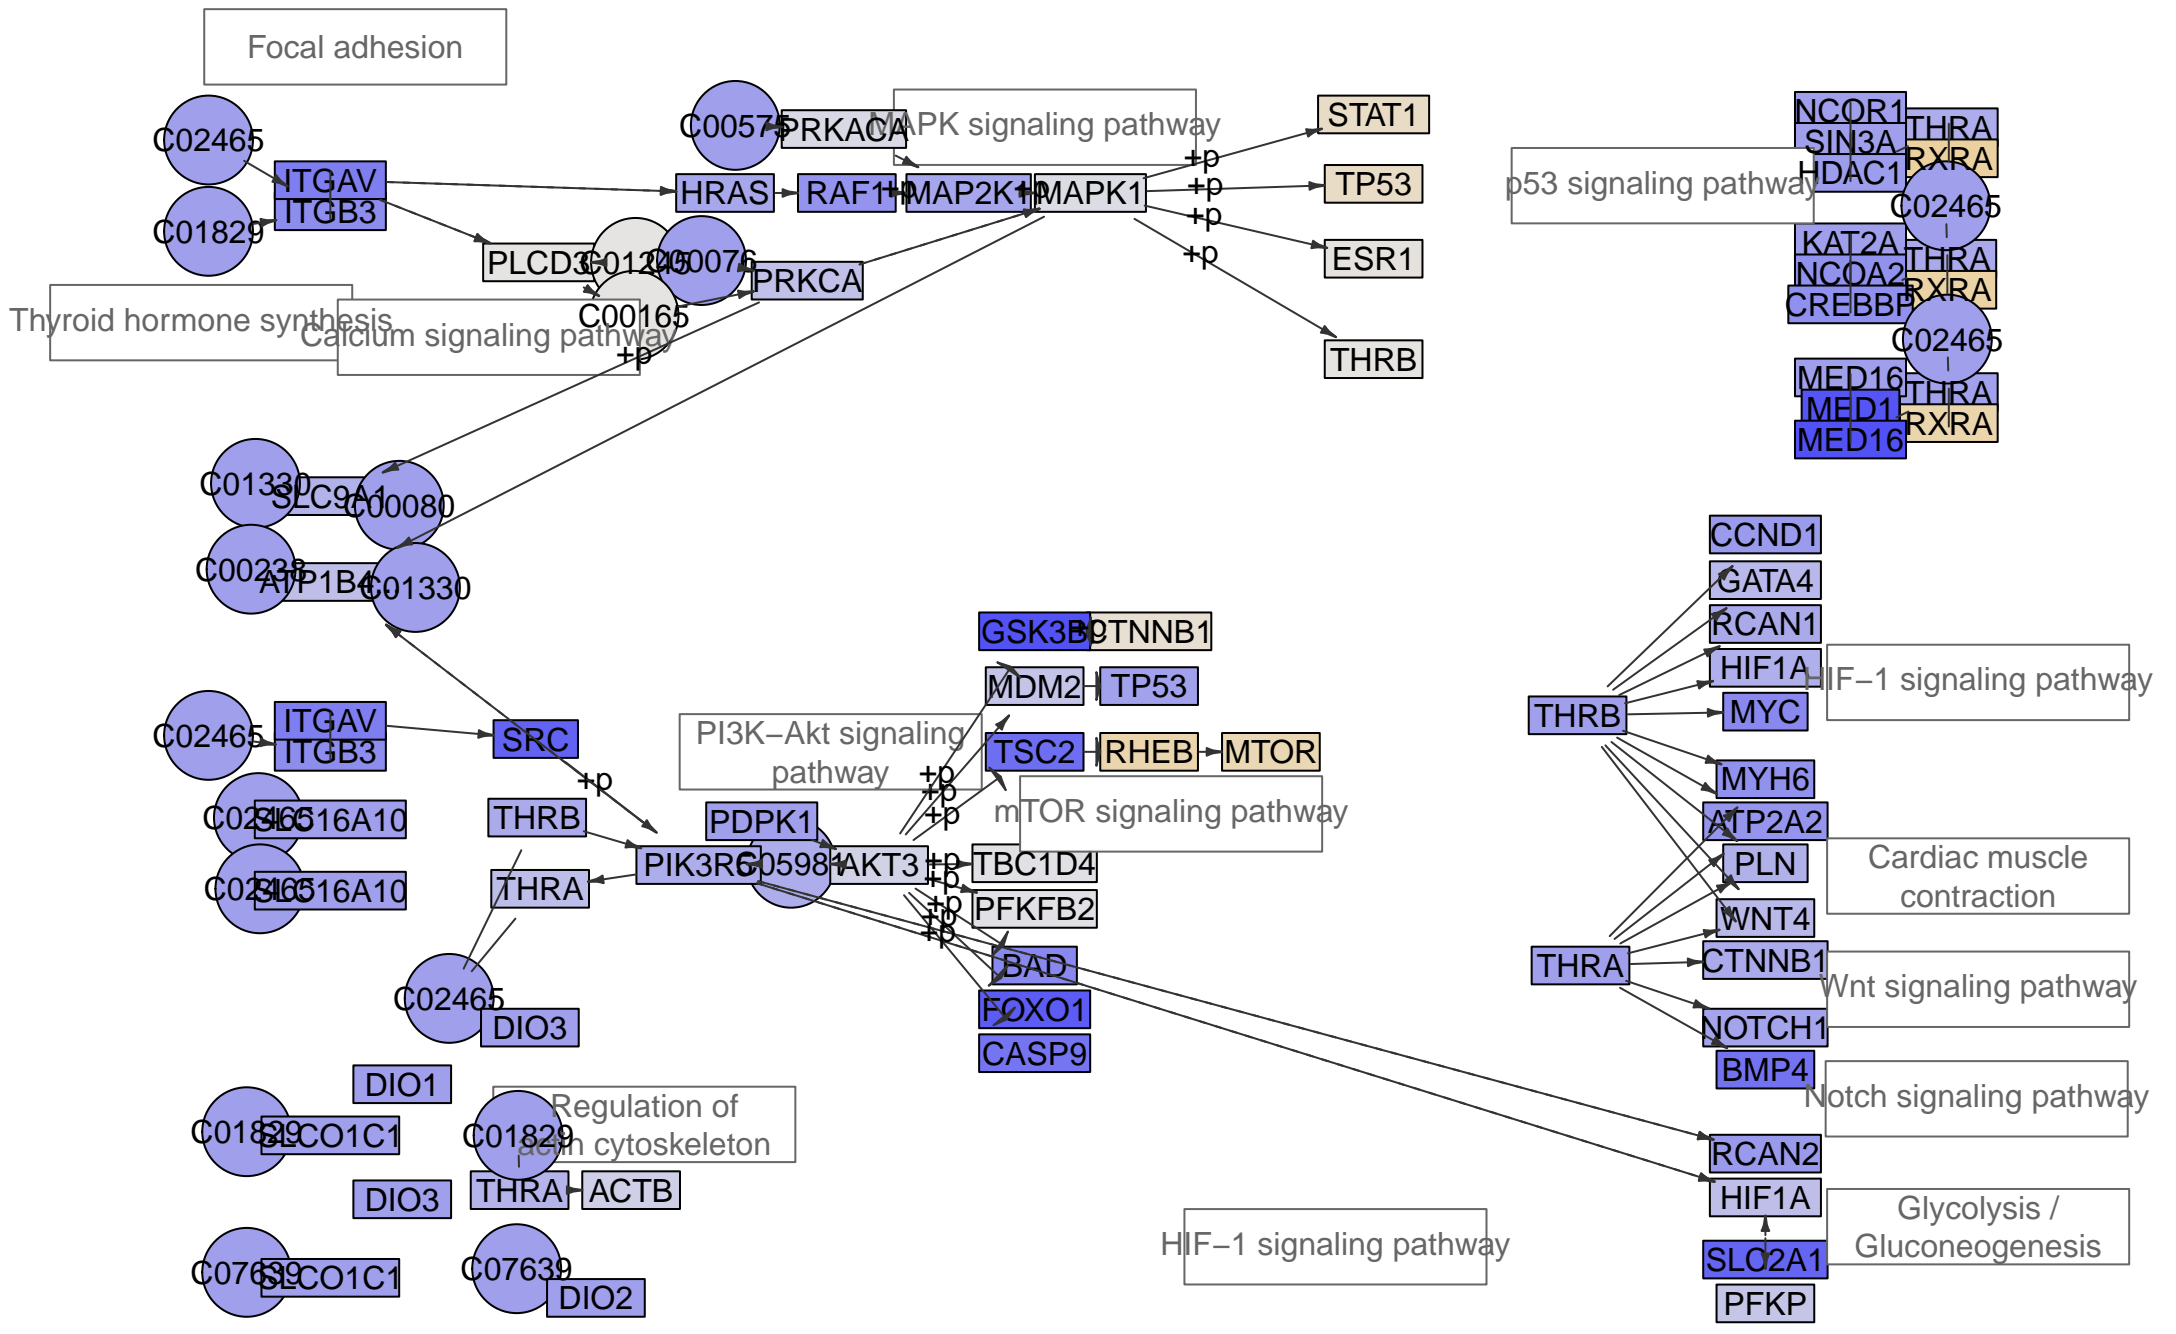 Focal adhesion
C02465
C01829
ITGAV
ITGB3
C00575
PRKACA
MAPK signaling pathway
HRAS
RAF1
+p
MAP2K1
+p
MAPK1
+p
+p
+p
+p
STAT1
TP53
ESR1
THRB
PLCD3
C01245
C00076
C00165
PRKCA
Thyroid hormone synthesis
Calcium signaling pathway
+p
p53 signaling pathway
NCOR1
SIN3A
HDAC1
THRA
RXRA
C02465
KAT2A
NCOA2
CREBBP
THRA
RXRA
C02465
MED16
MED1
MED16
THRA
RXRA
C01330
SLC9A1
C00080
C00238
ATP1B4...
C01330
C02465
ITGAV
ITGB3
SRC
+p
C02465
SLC16A10
C02465
SLC16A10
THRB
THRA
C02465
DIO3
PI3K−Akt signaling
pathway
PDPK1
PIK3R6
C05981
AKT3
GSK3B
+p
CTNNB1
MDM2
TP53
TSC2
RHEB
MTOR
mTOR signaling pathway
+p
+p
+p
+p
+p
+p
+p
+p
TBC1D4
PFKFB2
BAD
FOXO1
CASP9
DIO1
C01829
SLCO1C1
DIO3
C07639
SLCO1C1
Regulation of
actin cytoskeleton
C01829
THRA
ACTB
C07639
DIO2
THRB
THRA
CCND1
GATA4
RCAN1
HIF1A
MYC
HIF−1 signaling pathway
MYH6
ATP2A2
PLN
WNT4
Cardiac muscle
contraction
CTNNB1
Wnt signaling pathway
NOTCH1
BMP4
Notch signaling pathway
RCAN2
HIF1A
SLC2A1
PFKP
Glycolysis /
Gluconeogenesis
HIF−1 signaling pathway